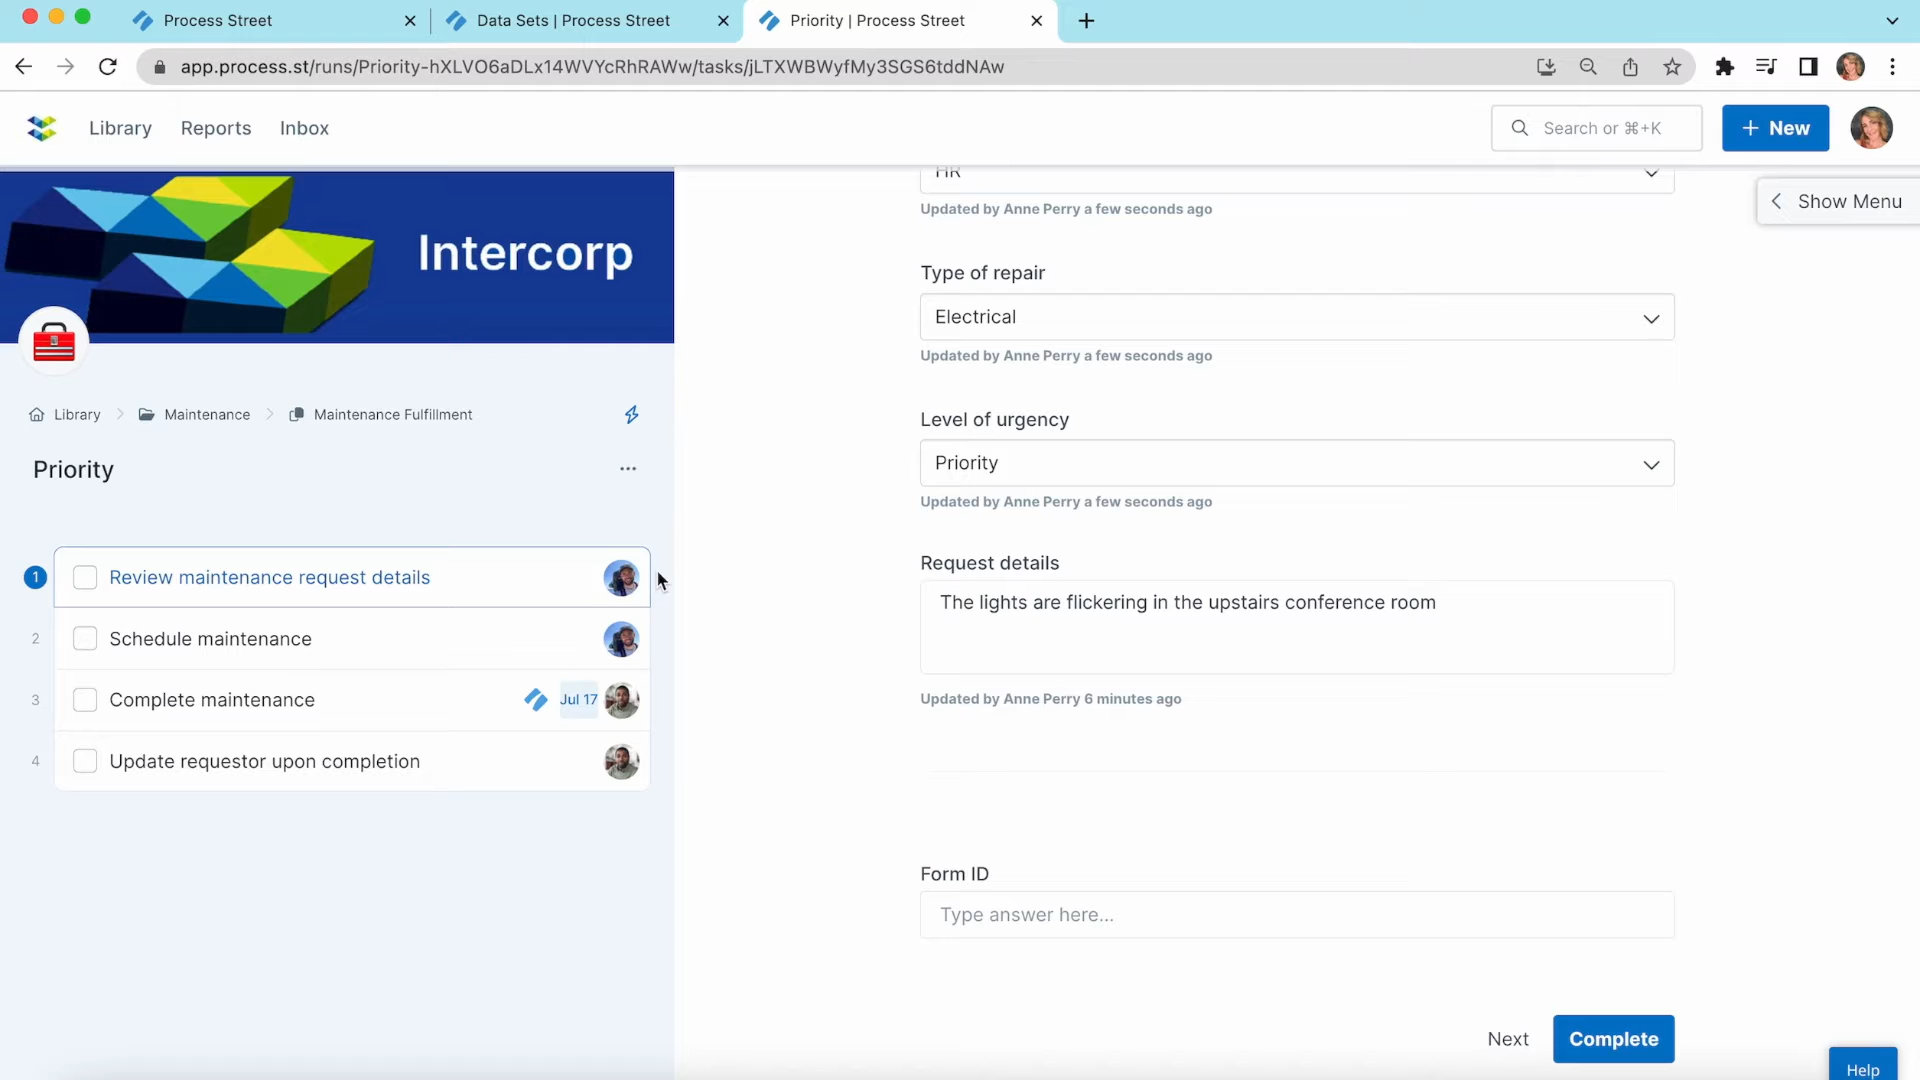 Process Street
Data Sets | Process Street
Priority | Process Street
app.process.st/runs/Priority-hXLVO6aDLx14WVYcRhRAWw/tasks/jLTXWBWyfMy3SGS6tddNAw
Library
Reports
Inbox
Search or ⌘+K
+ New
Intercorp
Library
Maintenance
Maintenance Fulfillment
Priority
1
Review maintenance request details
2
Schedule maintenance
3
Complete maintenance
Jul 17
4
Update requestor upon completion
Show Menu
HR
Updated by Anne Perry a few seconds ago
Type of repair
Electrical
Updated by Anne Perry a few seconds ago
Level of urgency
Priority
Updated by Anne Perry a few seconds ago
Request details
The lights are flickering in the upstairs conference room
Updated by Anne Perry 6 minutes ago
Form ID
Type answer here...
Next
Complete
Help